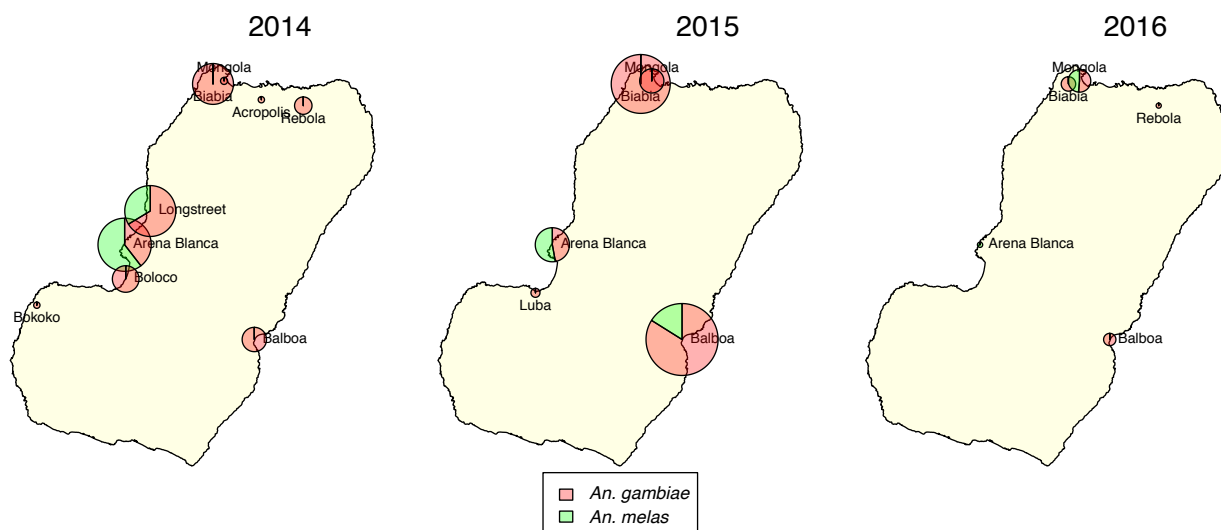 2014
Mongola
Biabia
Acropolis
Rebola
Longstreet
Arena Blanca
Boloco
Bokoko
Balboa
2015
Mongola
Biabia
Arena Blanca
Luba
Balboa
2016
Mongola
Biabia
Rebola
Arena Blanca
Balboa
An. gambiae
An. melas